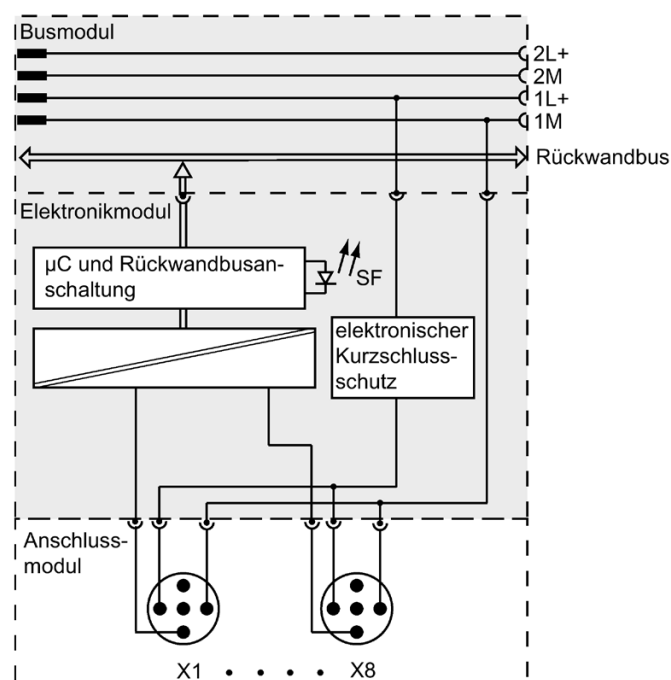 Busmodul
2L+
2M
1L+
1M
Rückwandbus
Elektronikmodul
µC und Rückwandbusan-
schaltung
SF
elektronischer
Kurzschluss-
schutz
Anschluss-
modul
X1 . . . . X8